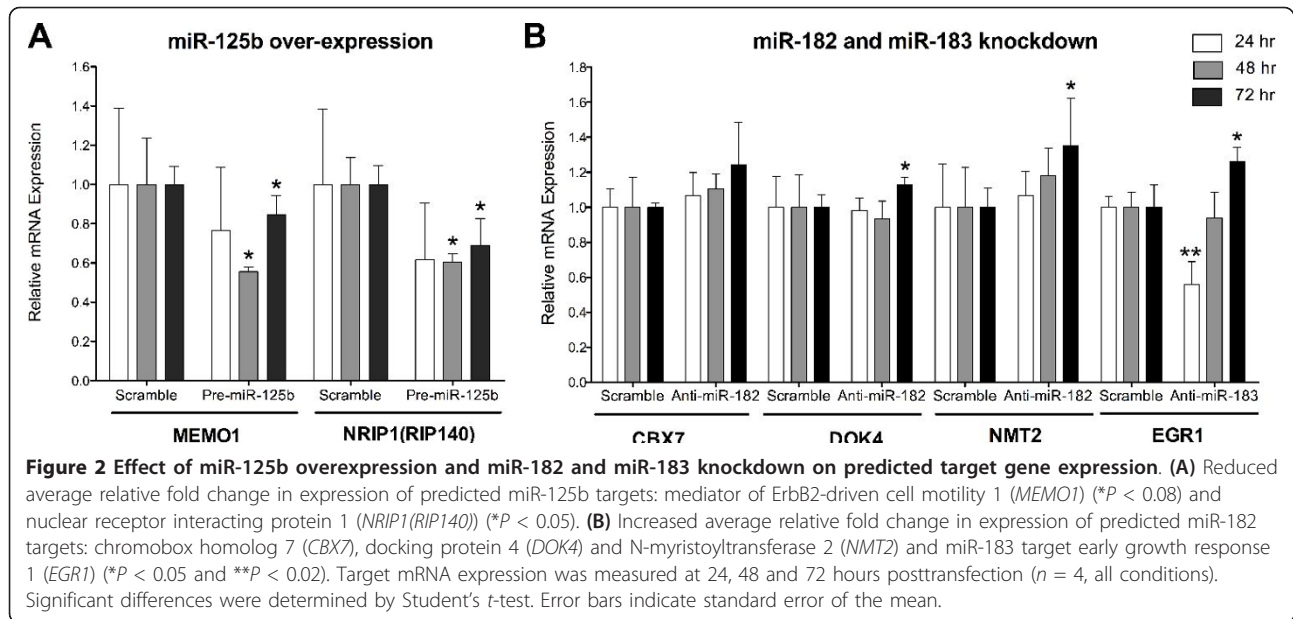 A
miR-125b over-expression
Relative mRNA Expression
1.6
1.4
1.2
1.0
0.8
0.6
0.4
0.2
0.0
* * * *
Scramble Pre-miR-125b Scramble Pre-miR-125b
MEMO1 NRIP1(RIP140)
B
miR-182 and miR-183 knockdown
24 hr
48 hr
72 hr
Relative mRNA Expression
1.8
1.6
1.4
1.2
1.0
0.8
0.6
0.4
0.2
0.0
* * ** *
Scramble Anti-miR-182 Scramble Anti-miR-182 Scramble Anti-miR-182 Scramble Anti-miR-183
CBX7 DOK4 NMT2 EGR1
Figure 2 Effect of miR-125b overexpression and miR-182 and miR-183 knockdown on predicted target gene expression. (A) Reduced
average relative fold change in expression of predicted miR-125b targets: mediator of ErbB2-driven cell motility 1 (MEMO1) (*P < 0.08) and
nuclear receptor interacting protein 1 (NRIP1(RIP140)) (*P < 0.05). (B) Increased average relative fold change in expression of predicted miR-182
targets: chromobox homolog 7 (CBX7), docking protein 4 (DOK4) and N-myristoyltransferase 2 (NMT2) and miR-183 target early growth response
1 (EGR1) (*P < 0.05 and **P < 0.02). Target mRNA expression was measured at 24, 48 and 72 hours posttransfection (n = 4, all conditions).
Significant differences were determined by Student's t-test. Error bars indicate standard error of the mean.